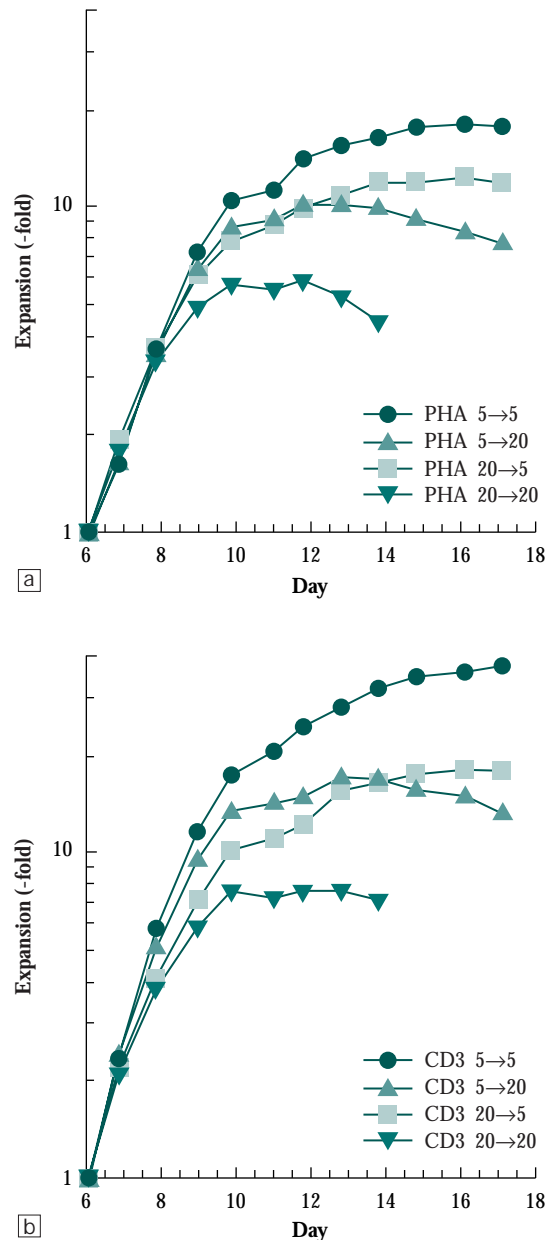 Expansion (-fold)
10
1
PHA 5→5
PHA 5→20
PHA 20→5
PHA 20→20
6 8 10 12 14 16 18
Day
a
Expansion (-fold)
10
1
CD3 5→5
CD3 5→20
CD3 20→5
CD3 20→20
6 8 10 12 14 16 18
Day
b